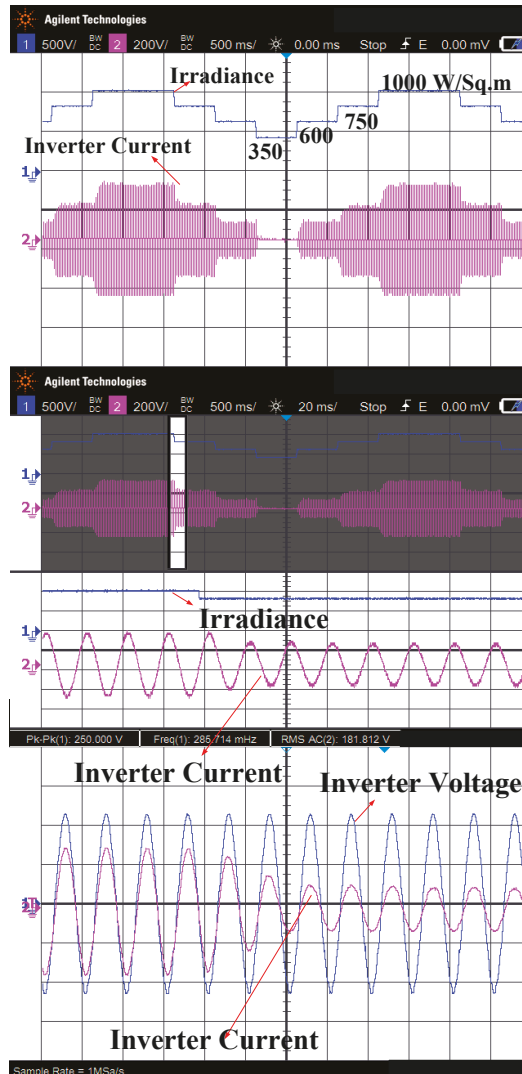 Agilent Technologies
1 500V/ BW DC 2 200V/ BW DC 500 ms/ 0.00 ms Stop E 0.00 mV
Irradiance
1000 W/Sq.m
750
600
350
Inverter Current
1
2
Agilent Technologies
1 500V/ BW DC 2 200V/ BW DC 500 ms/ 20 ms/ Stop E 0.00 mV
1
2
Irradiance
1
2
Pk-Pk(1): 250.000 V Freq(1): 285.714 mHz RMS AC(2): 181.812 V
Inverter Current
Inverter Voltage
Inverter Current
Sample Rate = 1MSa/s